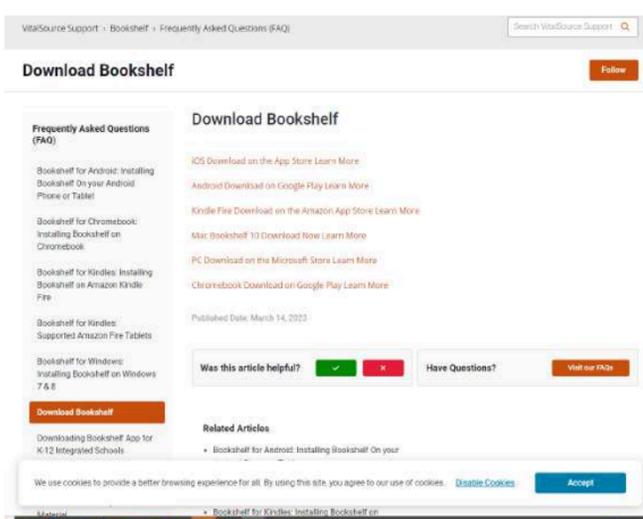 VitalSource Support › Bookshelf › Frequently Asked Questions (FAQ)
Search VitalSource Support
Download Bookshelf
Follow
Frequently Asked Questions
(FAQ)
Bookshelf for Android: Installing
Bookshelf On your Android
Phone or Tablet
Bookshelf for Chromebook:
Installing Bookshelf on
Chromebook
Bookshelf for Kindles: Installing
Bookshelf on Amazon Kindle
Fire
Bookshelf for Kindles:
Supported Amazon Fire Tablets
Bookshelf for Windows:
Installing Bookshelf on Windows
7 & 8
Download Bookshelf
Downloading Bookshelf App for
K-12 Integrated Schools
Material
Download Bookshelf
iOS Download on the App Store Learn More
Android Download on Google Play Learn More
Kindle Fire Download on the Amazon App Store Learn More
Mac Bookshelf 10 Download Now Learn More
PC Download on the Microsoft Store Learn More
Chromebook Download on Google Play Learn More
Published Date: March 14, 2023
Was this article helpful?
Have Questions?
Visit our FAQs
Related Articles
• Bookshelf for Android: Installing Bookshelf On your
We use cookies to provide a better browsing experience for all. By using this site, you agree to our use of cookies. Disable Cookies
Accept
• Bookshelf for Kindles: Installing Bookshelf on